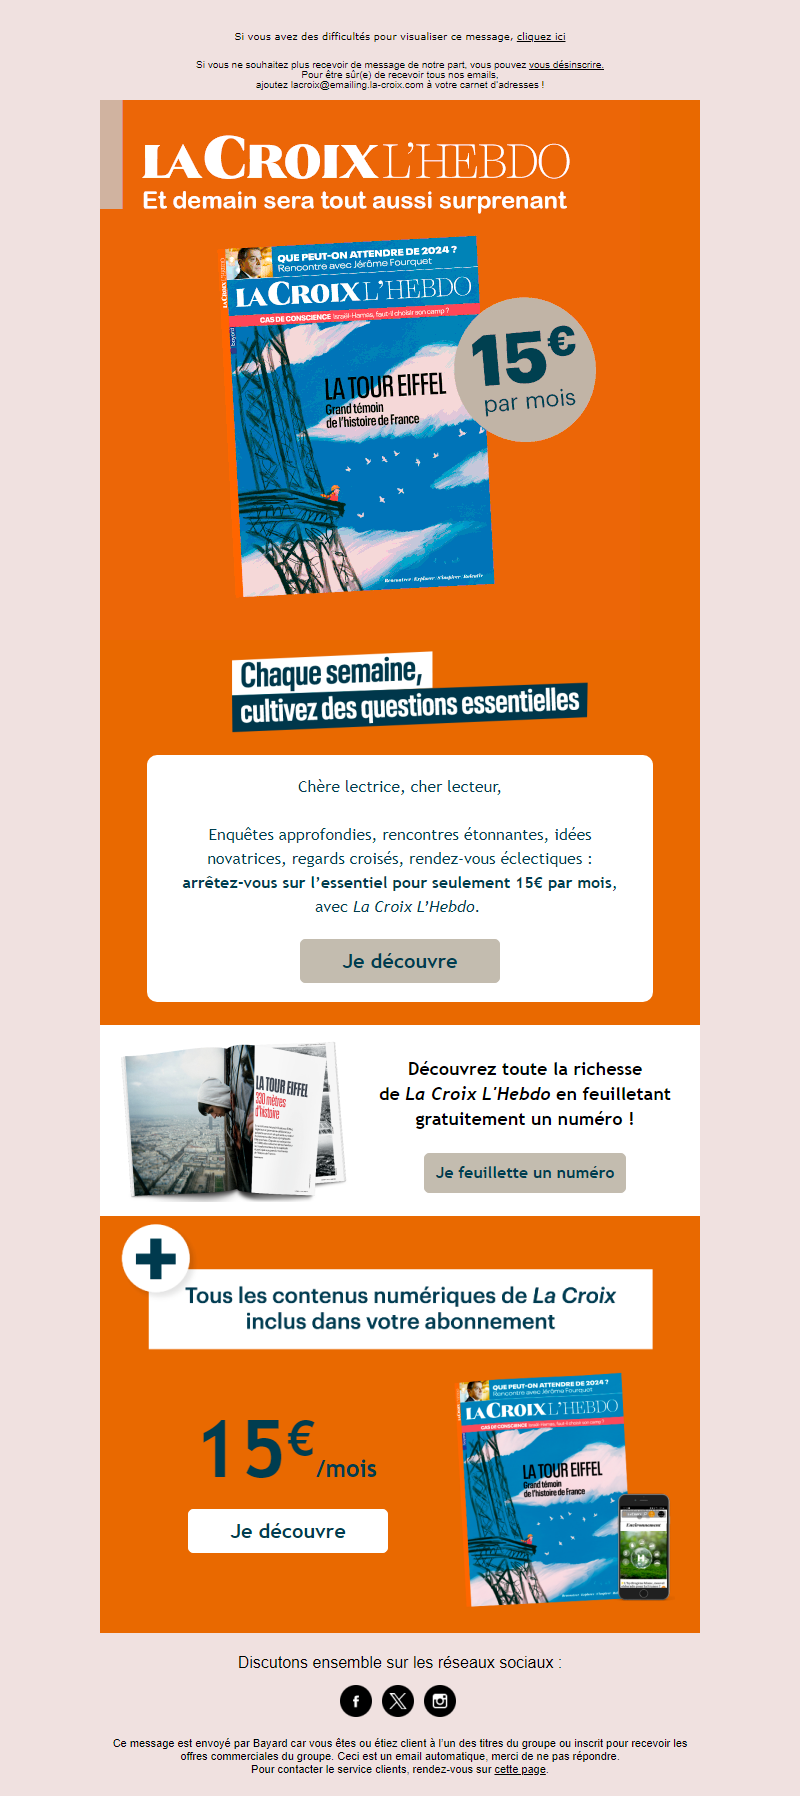 Si vous avez des difficultés pour visualiser ce message, cliquez ici
Si vous ne souhaitez plus recevoir de message de notre part, vous pouvez vous désinscrire.
Pour être sûr(e) de recevoir tous nos emails,
ajoutez lacroix@emailing.la-croix.com à votre carnet d'adresses !
LA CROIX L'HEBDO
Et demain sera tout aussi surprenant
QUE PEUT-ON ATTENDRE DE 2024 ?
Rencontre avec Jérôme Fourquet
LA CROIX L'HEBDO
CAS DE CONSCIENCE Israël-Hamas, faut-il choisir son camp ?
bayard
15€
par mois
LA TOUR EIFFEL
Grand témoin
de l'histoire de France
Rencontrer Explorer S'inspirer Ralentir
Chaque semaine,
cultivez des questions essentielles
Chère lectrice, cher lecteur,
Enquêtes approfondies, rencontres étonnantes, idées
novatrices, regards croisés, rendez-vous éclectiques :
arrêtez-vous sur l’essentiel pour seulement 15€ par mois,
avec La Croix L’Hebdo.
Je découvre
LA TOUR EIFFEL
330 mètres
d'histoire
Découvrez toute la richesse
de La Croix L'Hebdo en feuilletant
gratuitement un numéro !
Je feuillette un numéro
+
Tous les contenus numériques de La Croix
inclus dans votre abonnement
QUE PEUT-ON ATTENDRE DE 2024 ?
Rencontre avec Jérôme Fourquet
LA CROIX L'HEBDO
CAS DE CONSCIENCE Israël-Hamas, faut-il choisir son camp ?
LA TOUR EIFFEL
Grand témoin
de l'histoire de France
Rencontrer Explorer S'inspirer Ralentir
Environnement
15€/mois
Je découvre
Discutons ensemble sur les réseaux sociaux :
Ce message est envoyé par Bayard car vous êtes ou étiez client à l’un des titres du groupe ou inscrit pour recevoir les
offres commerciales du groupe. Ceci est un email automatique, merci de ne pas répondre.
Pour contacter le service clients, rendez-vous sur cette page.